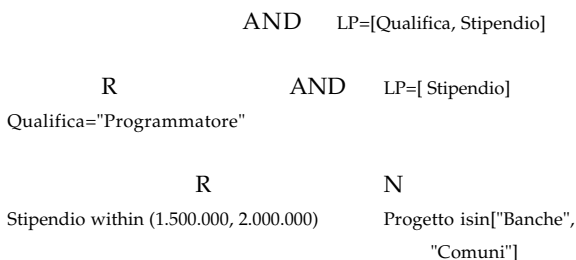 AND LP=[Qualifica, Stipendio]
R AND LP=[ Stipendio]
Qualifica="Programmatore"
R N
Stipendio within (1.500.000, 2.000.000) Progetto isin["Banche",
"Comuni"]